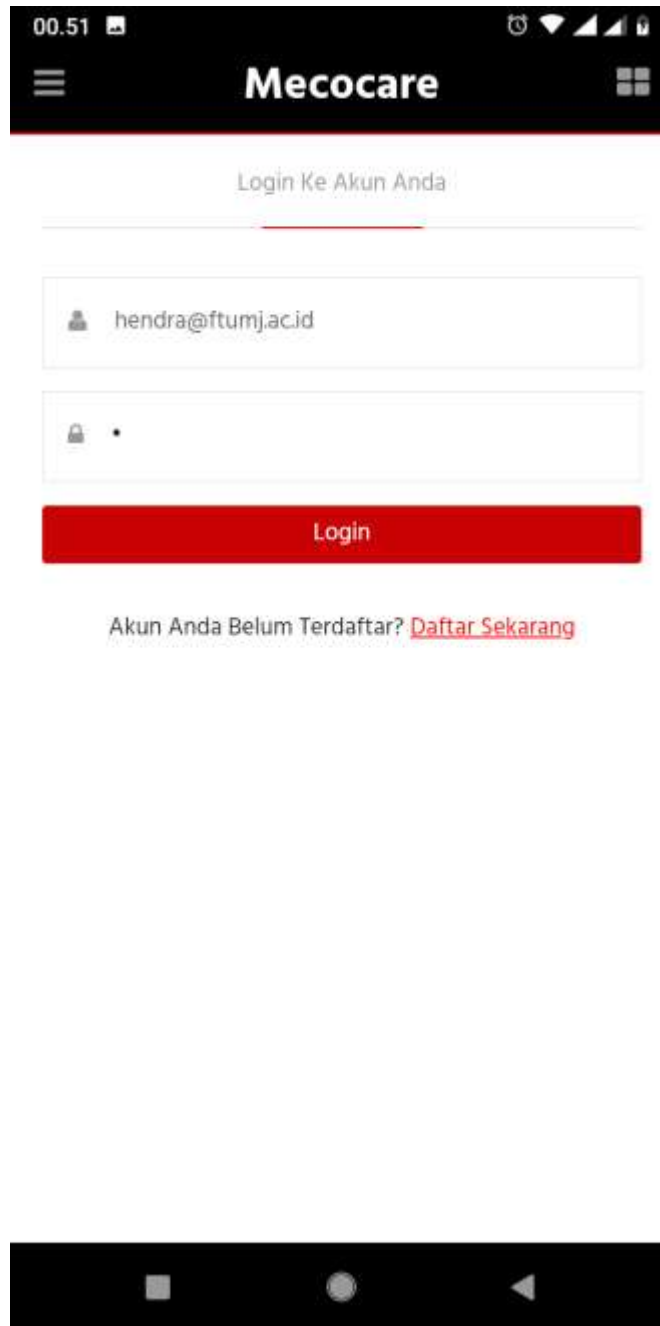 00.51
Mecocare
Login Ke Akun Anda
hendra@ftumj.ac.id
•
Login
Akun Anda Belum Terdaftar? Daftar Sekarang